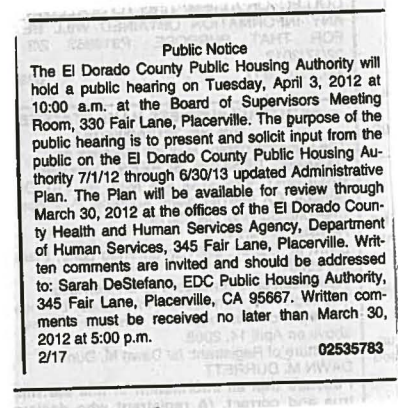 Public Notice
The El Dorado County Public Housing Authority will
hold a public hearing on Tuesday, April 3, 2012 at
10:00 a.m. at the Board of Supervisors Meeting
Room, 330 Fair Lane, Placerville. The purpose of the
public hearing is to present and solicit input from the
public on the El Dorado County Public Housing Au-
thority 7/1/12 through 6/30/13 updated Administrative
Plan. The Plan will be available for review through
March 30, 2012 at the offices of the El Dorado Coun-
ty Health and Human Services Agency, Department
of Human Services, 345 Fair Lane, Placerville. Writ-
ten comments are invited and should be addressed
to: Sarah DeStefano, EDC Public Housing Authority,
345 Fair Lane, Placerville, CA 95667. Written com-
ments must be received no later than March 30,
2012 at 5:00 p.m.
2/17 02535783